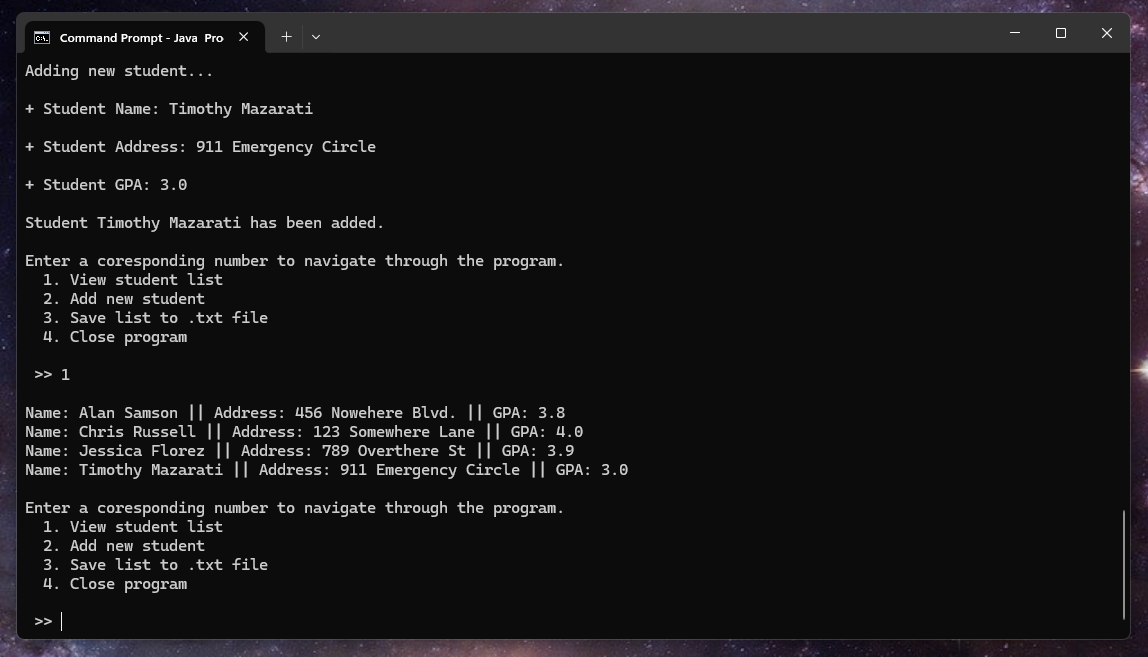 Command Prompt - Java  Pro
Adding new student...
+ Student Name: Timothy Mazarati
+ Student Address: 911 Emergency Circle
+ Student GPA: 3.0
Student Timothy Mazarati has been added.
Enter a coresponding number to navigate through the program.
1. View student list
2. Add new student
3. Save list to .txt file
4. Close program
>> 1
Name: Alan Samson || Address: 456 Nowehere Blvd. || GPA: 3.8
Name: Chris Russell || Address: 123 Somewhere Lane || GPA: 4.0
Name: Jessica Florez || Address: 789 Overthere St || GPA: 3.9
Name: Timothy Mazarati || Address: 911 Emergency Circle || GPA: 3.0
Enter a coresponding number to navigate through the program.
1. View student list
2. Add new student
3. Save list to .txt file
4. Close program
>>